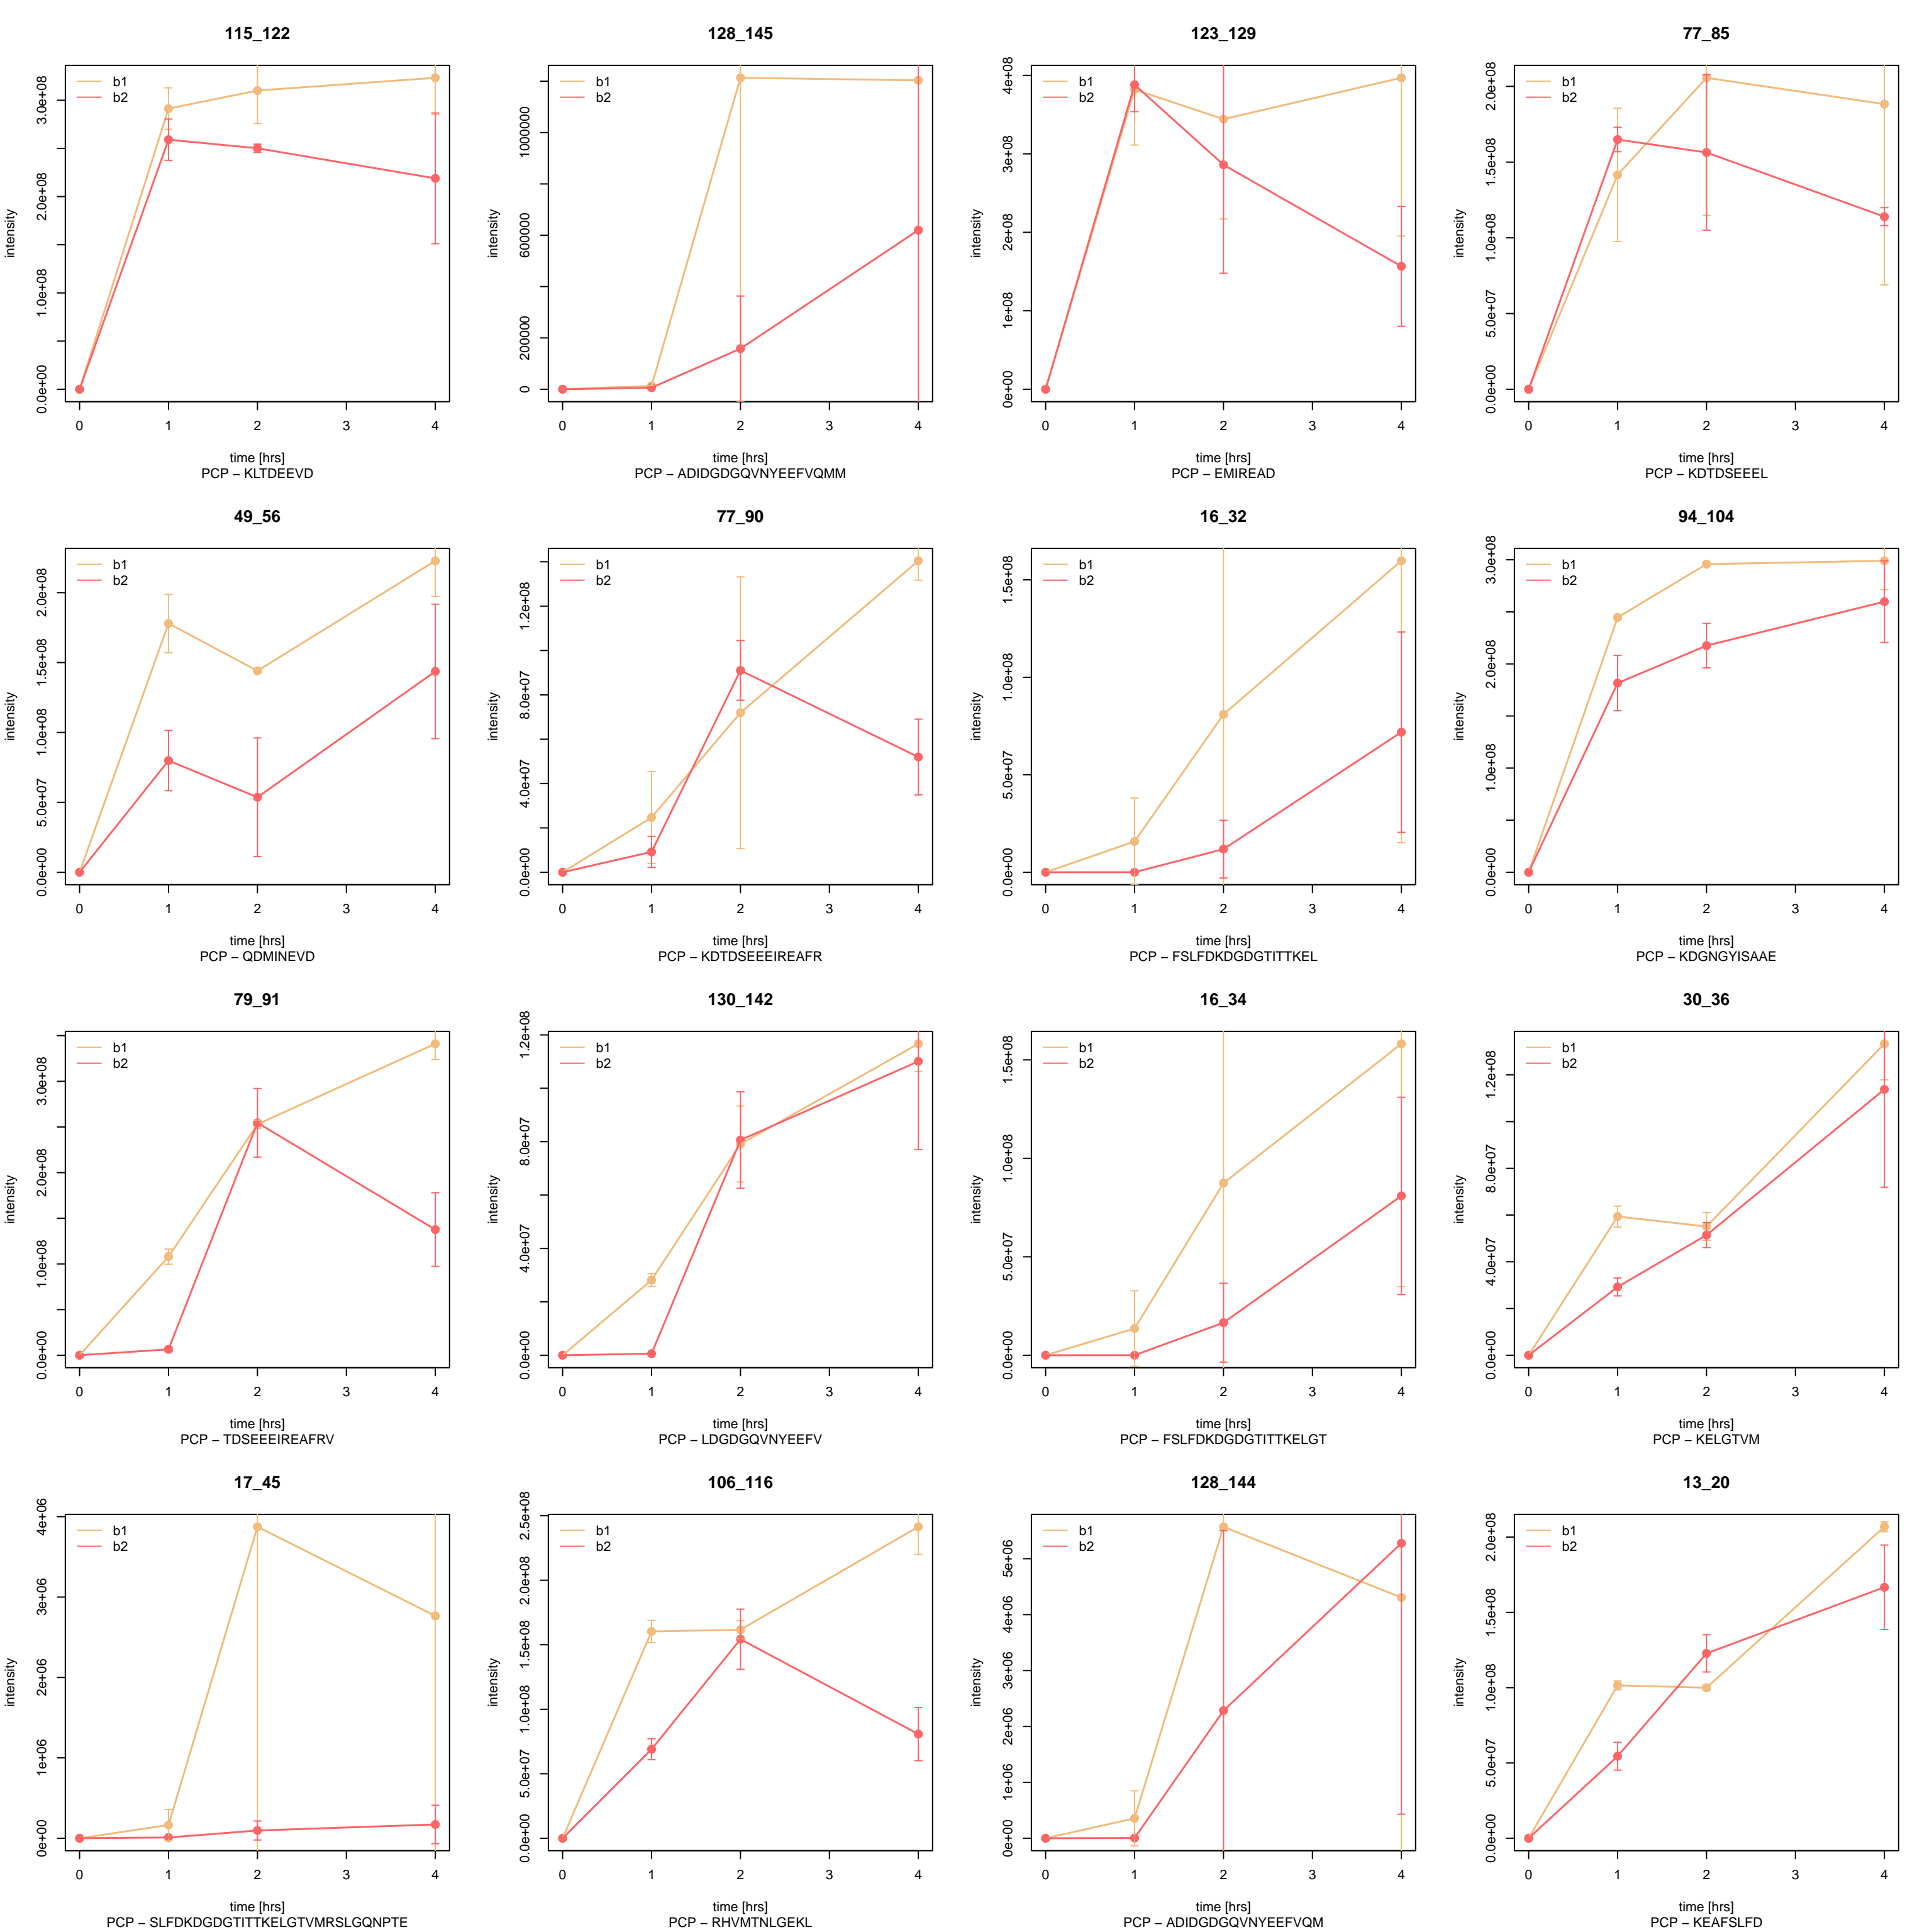 115_122
b1
b2
intensity
0.0e+00 1.0e+08 2.0e+08 3.0e+08
0 1 2 3 4
time [hrs]
PCP – KLTDEEVD
128_145
b1
b2
intensity
0 200000 600000 1000000
0 1 2 3 4
time [hrs]
PCP – ADIDGDGQVNYEEFVQMM
123_129
b1
b2
intensity
0e+00 1e+08 2e+08 3e+08 4e+08
0 1 2 3 4
time [hrs]
PCP – EMIREAD
77_85
b1
b2
intensity
0.0e+00 5.0e+07 1.0e+08 1.5e+08 2.0e+08
0 1 2 3 4
time [hrs]
PCP – KDTDSEEEL
49_56
b1
b2
intensity
0.0e+00 5.0e+07 1.0e+08 1.5e+08 2.0e+08
0 1 2 3 4
time [hrs]
PCP – QDMINEVD
77_90
b1
b2
intensity
0.0e+00 4.0e+07 8.0e+07 1.2e+08
0 1 2 3 4
time [hrs]
PCP – KDTDSEEEIREAFR
16_32
b1
b2
intensity
0.0e+00 5.0e+07 1.0e+08 1.5e+08
0 1 2 3 4
time [hrs]
PCP – FSLFDKDGDGTITTKEL
94_104
b1
b2
intensity
0.0e+00 1.0e+08 2.0e+08 3.0e+08
0 1 2 3 4
time [hrs]
PCP – KDGNGYISAAE
79_91
b1
b2
intensity
0.0e+00 1.0e+08 2.0e+08 3.0e+08
0 1 2 3 4
time [hrs]
PCP – TDSEEEIREAFRV
130_142
b1
b2
intensity
0.0e+00 4.0e+07 8.0e+07 1.2e+08
0 1 2 3 4
time [hrs]
PCP – LDGDGQVNYEEFV
16_34
b1
b2
intensity
0.0e+00 5.0e+07 1.0e+08 1.5e+08
0 1 2 3 4
time [hrs]
PCP – FSLFDKDGDGTITTKELGT
30_36
b1
b2
intensity
0.0e+00 4.0e+07 8.0e+07 1.2e+08
0 1 2 3 4
time [hrs]
PCP – KELGTVM
17_45
b1
b2
intensity
0e+00 1e+06 2e+06 3e+06 4e+06
0 1 2 3 4
time [hrs]
PCP – SLFDKDGDGTITTKELGTVMRSLGQNPTE
106_116
b1
b2
intensity
0.0e+00 5.0e+07 1.0e+08 1.5e+08 2.0e+08 2.5e+08
0 1 2 3 4
time [hrs]
PCP – RHVMTNLGEKL
128_144
b1
b2
intensity
0e+00 1e+06 2e+06 3e+06 4e+06 5e+06
0 1 2 3 4
time [hrs]
PCP – ADIDGDGQVNYEEFVQM
13_20
b1
b2
intensity
0.0e+00 5.0e+07 1.0e+08 1.5e+08 2.0e+08
0 1 2 3 4
time [hrs]
PCP – KEAFSLFD